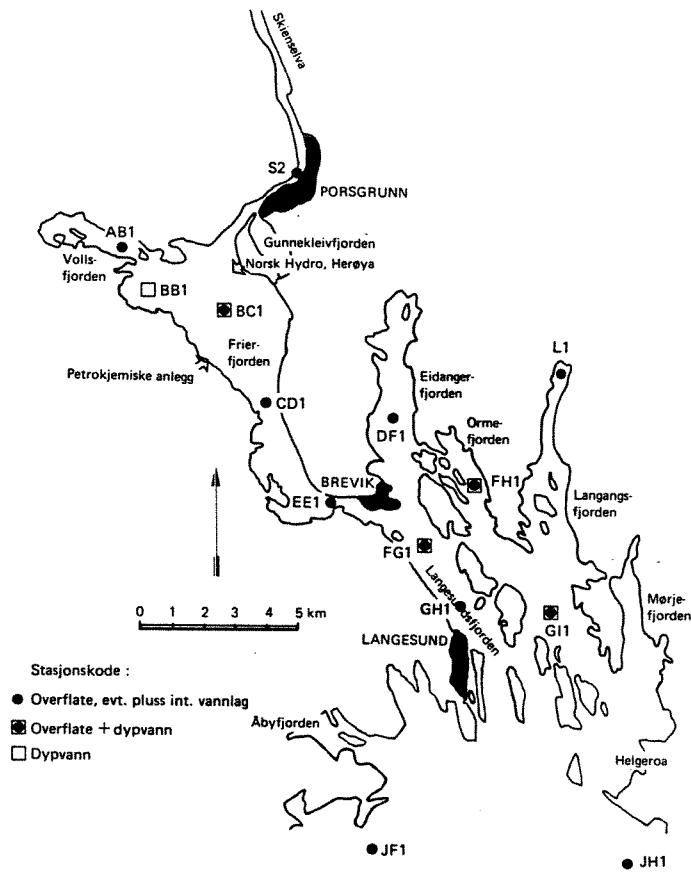 Skienselva
S2
PORSGRUNN
AB1
Gunnekleivfjorden
Volls-
fjorden
Norsk Hydro, Herøya
BB1
BC1
L1
Frier-
fjorden
Petrokjemiske anlegg
Eidanger-
fjorden
CD1
DF1
Orme-
fjorden
BREVIK
FH1
EE1
Langangs-
fjorden
FG1
Langesundsfjorden
GH1
GI1
Mørje-
fjorden
0 1 2 3 4 5 km
LANGESUND
Stasjonskode :
Overflate, evt. pluss int. vannlag
Overflate + dypvann
Dypvann
Åbyfjorden
Helgeroa
JF1
JH1